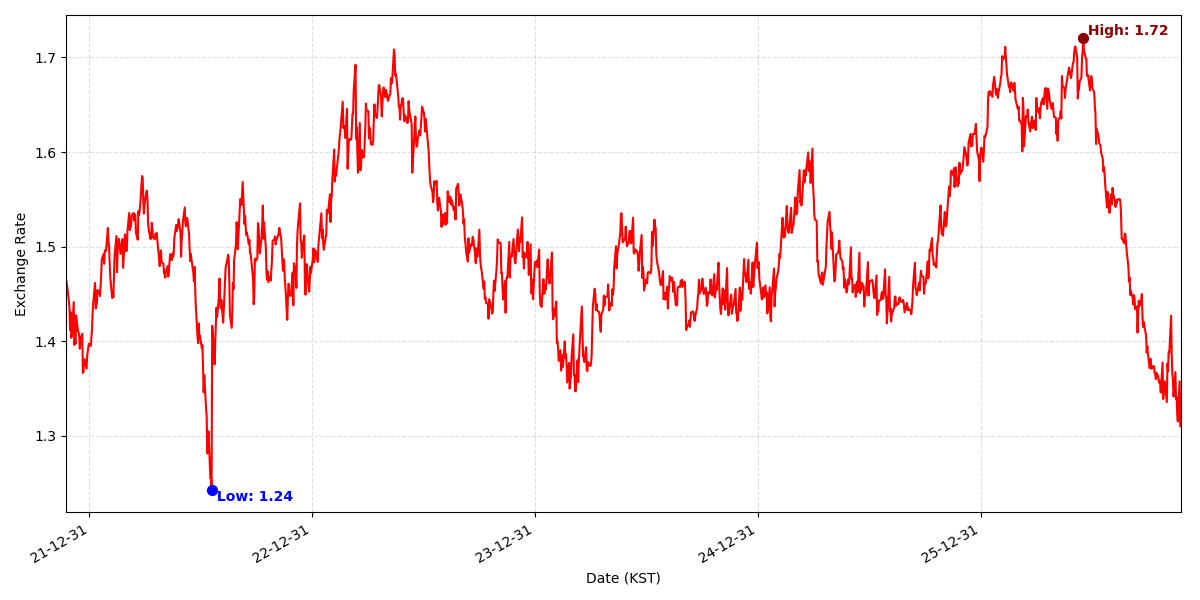 High: 1.72
1.7
1.6
1.5
1.4
1.3
Exchange Rate
Low: 1.24
21-12-31
22-12-31
23-12-31
24-12-31
25-12-31
Date (KST)